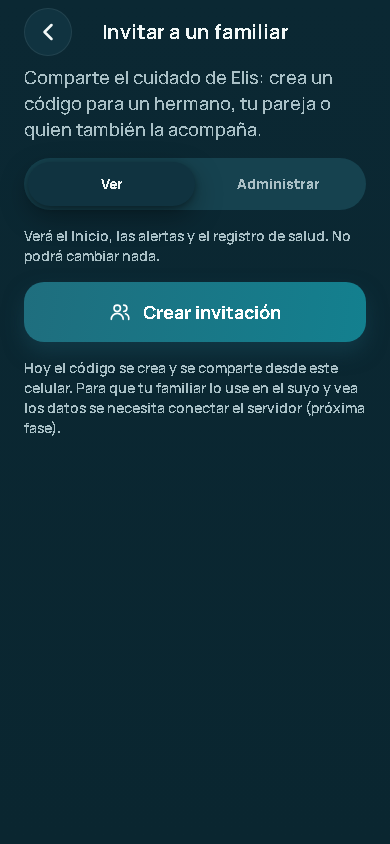 Invitar a un familiar
Comparte el cuidado de Elis: crea un
código para un hermano, tu pareja o
quien también la acompaña.
Ver
Administrar
Verá el Inicio, las alertas y el registro de salud. No
podrá cambiar nada.
Crear invitación
Hoy el código se crea y se comparte desde este
celular. Para que tu familiar lo use en el suyo y vea
los datos se necesita conectar el servidor (próxima
fase).